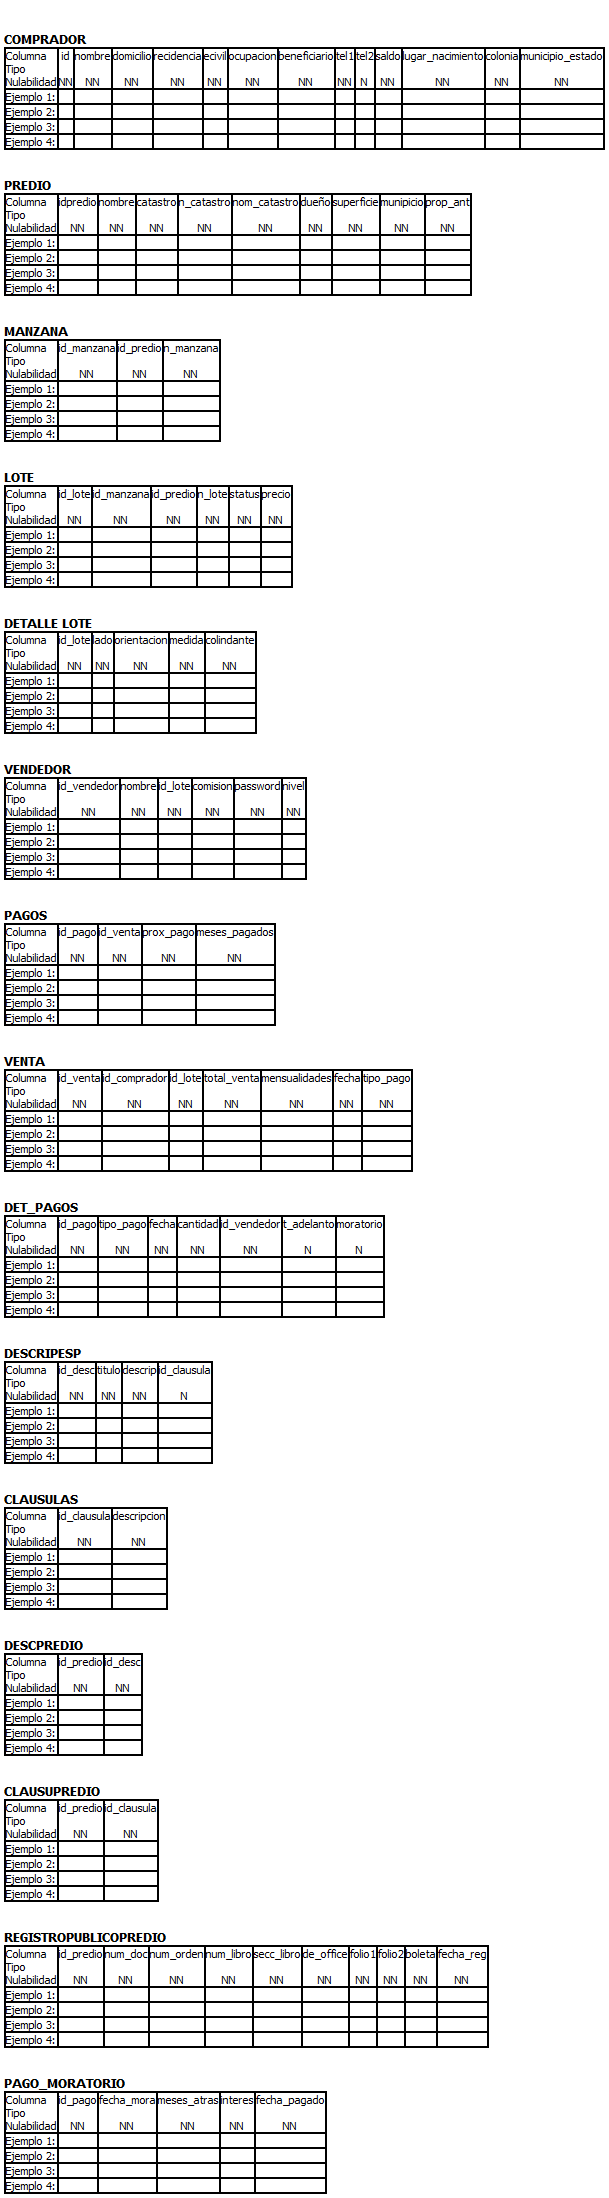 COMPRADOR
Columna id nombre domicilio residencia ecivil ocupacion beneficiario tel1 tel2 saldo lugar_nacimiento colonia municipio_estado
Tipo
Nulabilidad NN NN NN NN NN NN NN NN N NN NN NN NN
Ejemplo 1:
Ejemplo 2:
Ejemplo 3:
Ejemplo 4:
PREDIO
Columna idpredio nombre catastro n_catastro nom_catastro dueño superficie munipicio prop_ant
Tipo
Nulabilidad NN NN NN NN NN NN NN NN NN
Ejemplo 1:
Ejemplo 2:
Ejemplo 3:
Ejemplo 4:
MANZANA
Columna id_manzana id_predio n_manzana
Tipo
Nulabilidad NN NN NN
Ejemplo 1:
Ejemplo 2:
Ejemplo 3:
Ejemplo 4:
LOTE
Columna id_lote id_manzana id_predio n_lote status precio
Tipo
Nulabilidad NN NN NN NN NN NN
Ejemplo 1:
Ejemplo 2:
Ejemplo 3:
Ejemplo 4:
DETALLE LOTE
Columna id_lote lado orientacion medida colindante
Tipo
Nulabilidad NN NN NN NN NN
Ejemplo 1:
Ejemplo 2:
Ejemplo 3:
Ejemplo 4:
VENDEDOR
Columna id_vendedor nombre id_lote comision password nivel
Tipo
Nulabilidad NN NN NN NN NN NN
Ejemplo 1:
Ejemplo 2:
Ejemplo 3:
Ejemplo 4:
PAGOS
Columna id_pago id_venta prox_pago meses_pagados
Tipo
Nulabilidad NN NN NN NN
Ejemplo 1:
Ejemplo 2:
Ejemplo 3:
Ejemplo 4:
VENTA
Columna id_venta id_comprador id_lote total_venta mensualidades fecha tipo_pago
Tipo
Nulabilidad NN NN NN NN NN NN NN
Ejemplo 1:
Ejemplo 2:
Ejemplo 3:
Ejemplo 4:
DET_PAGOS
Columna id_pago tipo_pago fecha cantidad id_vendedor t_adelanto moratorio
Tipo
Nulabilidad NN NN NN NN NN N N
Ejemplo 1:
Ejemplo 2:
Ejemplo 3:
Ejemplo 4:
DESCRIPESP
Columna id_desc titulo descrip id_clausula
Tipo
Nulabilidad NN NN NN N
Ejemplo 1:
Ejemplo 2:
Ejemplo 3:
Ejemplo 4:
CLAUSULAS
Columna id_clausula descripcion
Tipo
Nulabilidad NN NN
Ejemplo 1:
Ejemplo 2:
Ejemplo 3:
Ejemplo 4:
DESCPREDIO
Columna id_predio id_desc
Tipo
Nulabilidad NN NN
Ejemplo 1:
Ejemplo 2:
Ejemplo 3:
Ejemplo 4:
CLAUSUPREDIO
Columna id_predio id_clausula
Tipo
Nulabilidad NN NN
Ejemplo 1:
Ejemplo 2:
Ejemplo 3:
Ejemplo 4:
REGISTROPUBLICOPREDIO
Columna id_predio num_doc num_orden num_libro secc_libro de_office folio1 folio2 boleta fecha_reg
Tipo
Nulabilidad NN NN NN NN NN NN NN NN NN NN
Ejemplo 1:
Ejemplo 2:
Ejemplo 3:
Ejemplo 4:
PAGO_MORATORIO
Columna id_pago fecha_mora meses_atras interes fecha_pagado
Tipo
Nulabilidad NN NN NN NN NN
Ejemplo 1:
Ejemplo 2:
Ejemplo 3:
Ejemplo 4: